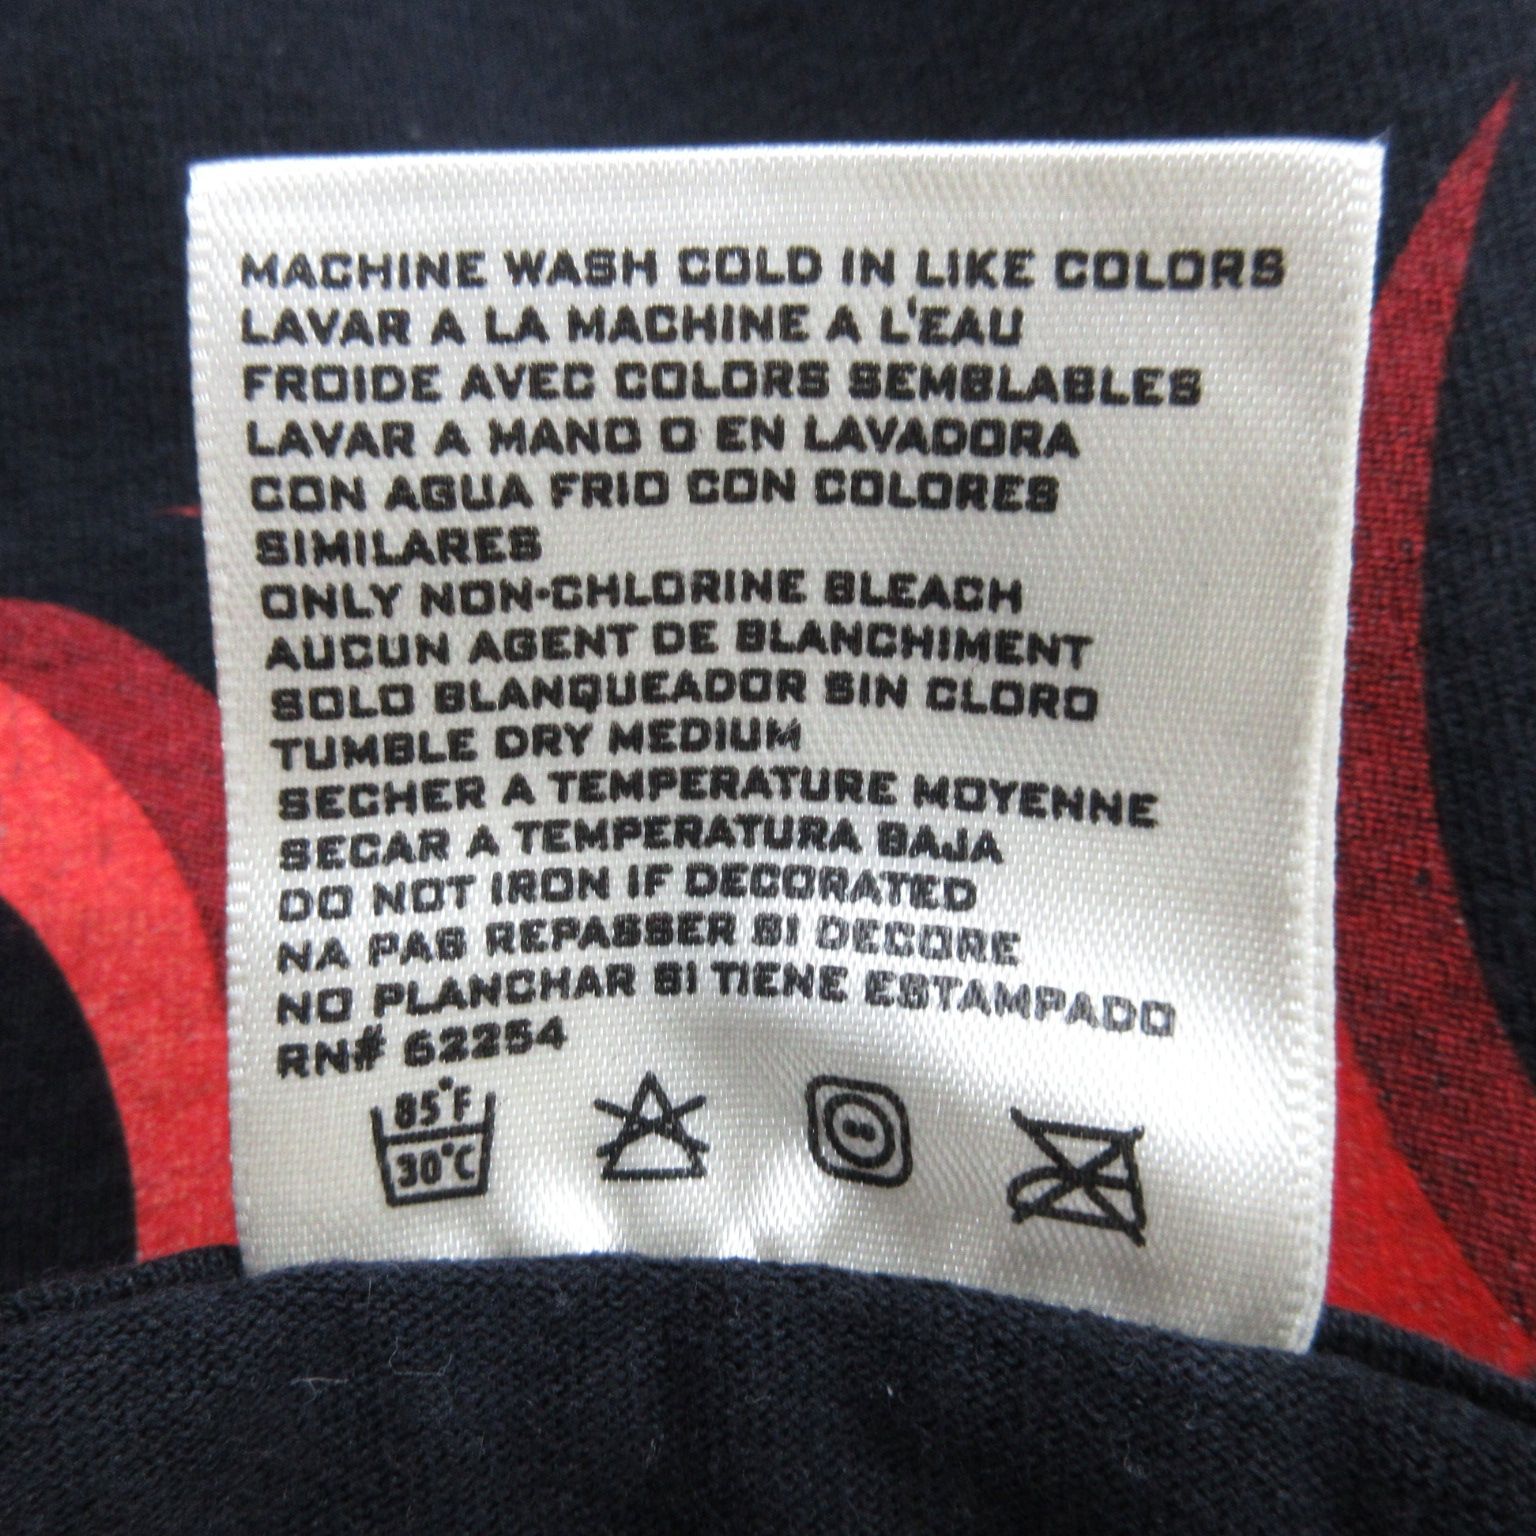 MACHINE WASH COLD IN LIKE COLORS
LAVAR A LA MACHINE A L'EAU
FROIDE AVEC COLORS SEMBLABLES
LAVAR A MANO O EN LAVADORA
CON AGUA FRIO CON COLORES
SIMILARES
ONLY NON-CHLORINE BLEACH
AUCUN AGENT DE BLANCHIMENT
SOLO BLANQUEADOR SIN CLORO
TUMBLE DRY MEDIUM
SECHER A TEMPERATURE MOYENNE
SECAR A TEMPERATURA BAJA
DO NOT IRON IF DECORATED
NA PAS REPASSER SI DECORE
NO PLANCHAR SI TIENE ESTAMPADO
RN# 62254
85°F
30°C